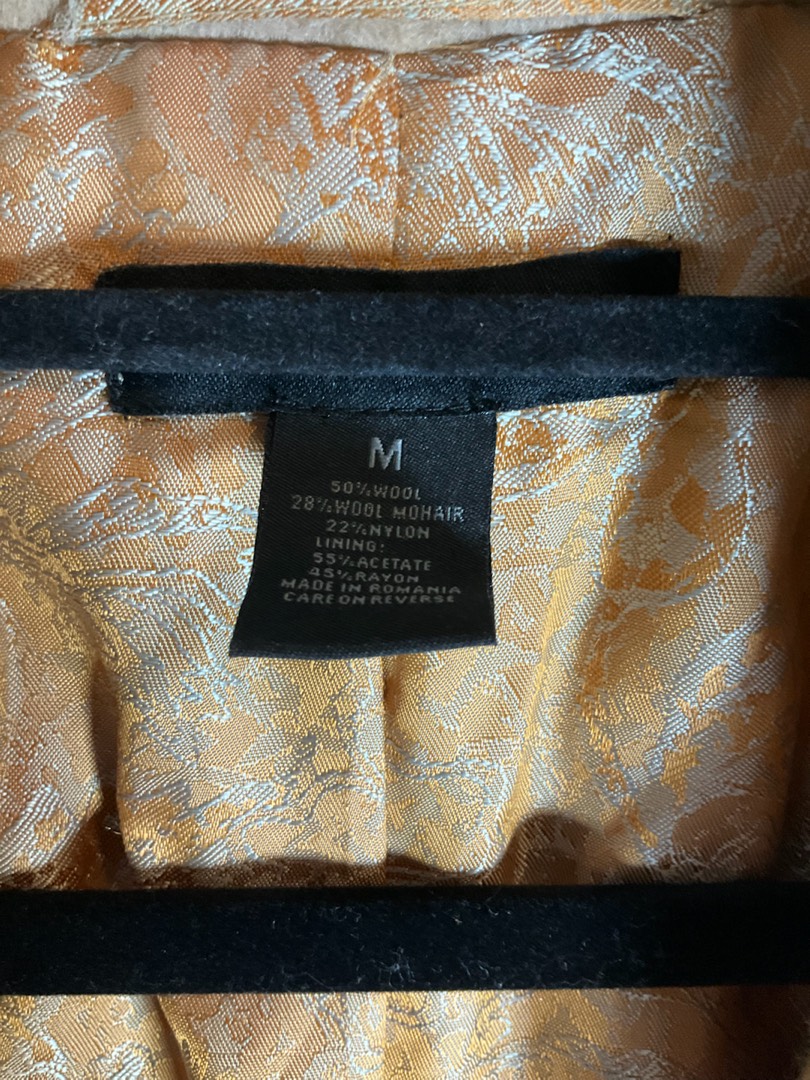 M
50% WOOL
28% WOOL MOHAIR
22% NYLON
LINING:
55% ACETATE
45% RAYON
MADE IN ROMANIA
CARE ON REVERSE